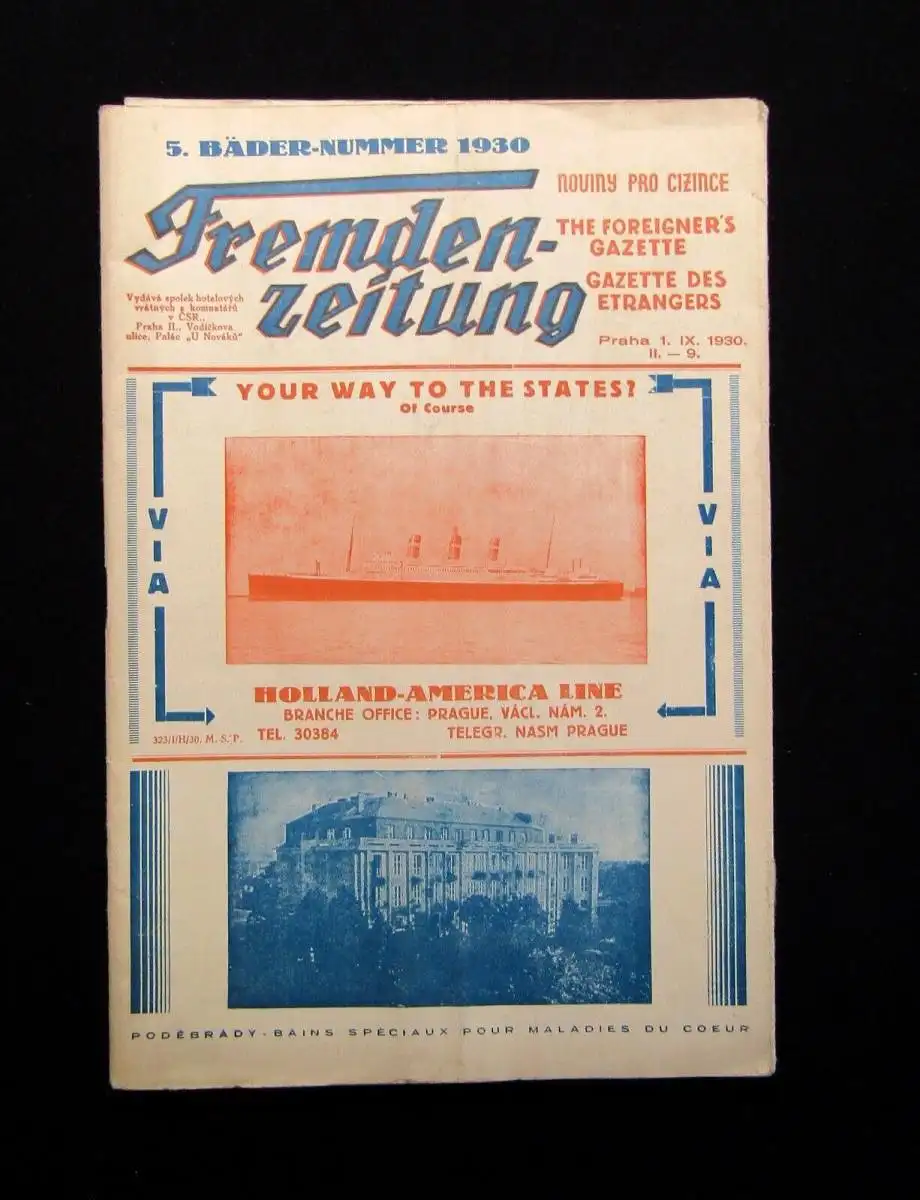 5. BÄDER-NUMMER 1930
Fremden-
zeitung
NOVINY PRO CIZINCE
THE FOREIGNER'S
GAZETTE
GAZETTE DES
ETRANGERS
Vydává spolek hotelových
vrátných a komisařů
v ČSR.,
Praha II., Vodičkova
ulice, Palác „U Nováků"
Praha 1. IX. 1930.
II. — 9.
YOUR WAY TO THE STATES?
Of Course
VIA
VIA
HOLLAND-AMERICA LINE
BRANCHE OFFICE: PRAGUE, VÁCL. NÁM. 2.
TEL. 30384 TELEGR. NASM PRAGUE
323/I/H/30. M. S. P.
PODĚBRADY - BAINS SPÉCIAUX POUR MALADIES DU COEUR